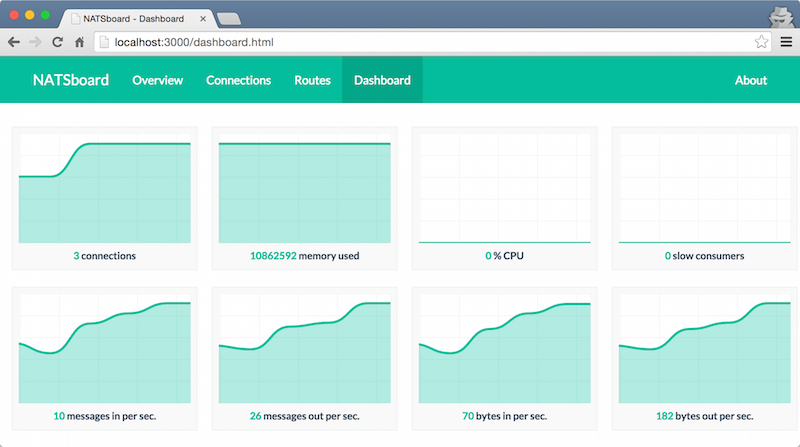 NATSboard - Dashboard
localhost:3000/dashboard.html
NATSboard Overview Connections Routes Dashboard About
3 connections 10862592 memory used 0 % CPU 0 slow consumers
10 messages in per sec. 26 messages out per sec. 70 bytes in per sec. 182 bytes out per sec.